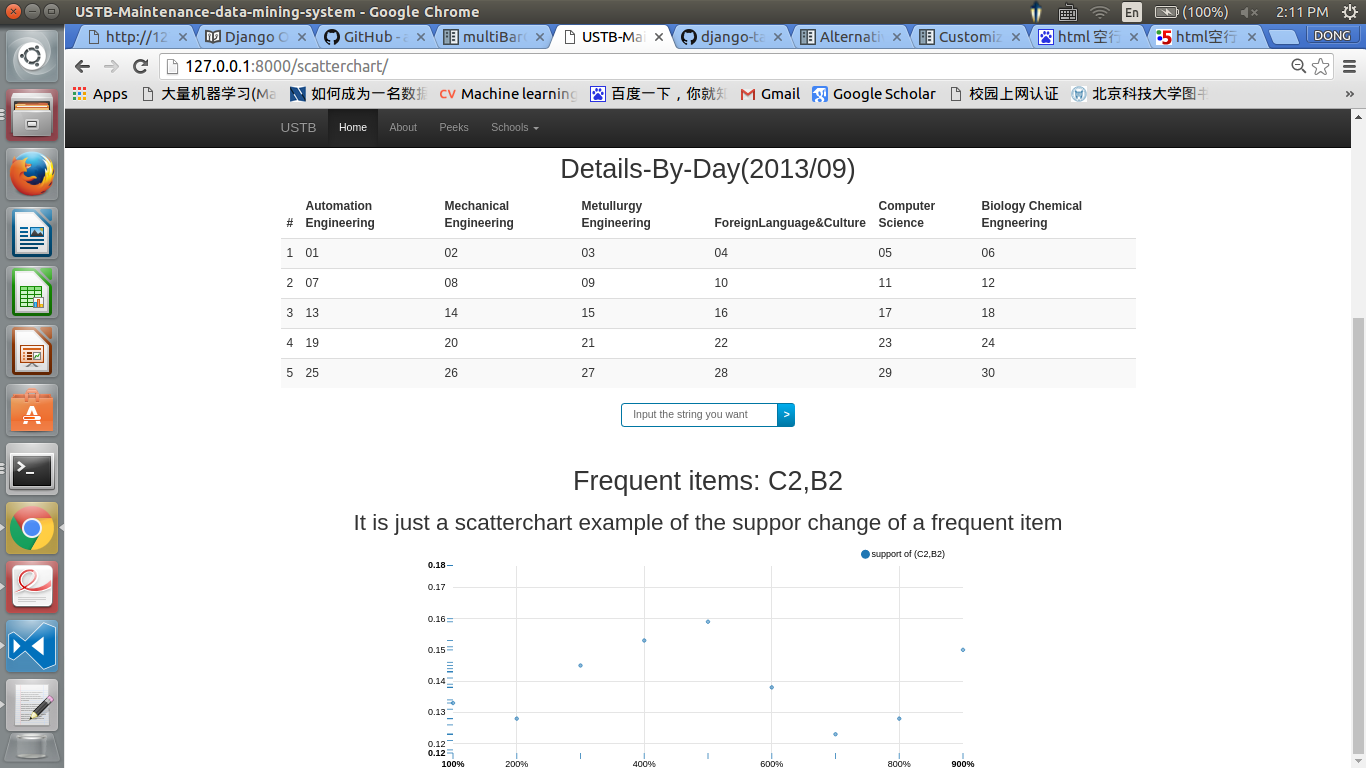 USTB-Maintenance-data-mining-system - Google Chrome
En (100%) 2:11 PM
http://12 Django O GitHub - a multiBar USTB-Ma django-ta Alternati Customiz html 空行 html空行 DONG
127.0.0.1:8000/scatterchart/
Apps 大量机器学习(Ma 如何成为一名数据 CV Machine learning 百度一下,你就知 Gmail Google Scholar 校园上网认证 北京科技大学图书 »
USTB Home About Peeks Schools
Details-By-Day(2013/09)
Automation Mechanical Metullurgy Computer Biology Chemical
# Engineering Engineering Engineering ForeignLanguage&Culture Science Engneering
1 01 02 03 04 05 06
2 07 08 09 10 11 12
3 13 14 15 16 17 18
4 19 20 21 22 23 24
5 25 26 27 28 29 30
Input the string you want >
Frequent items: C2,B2
It is just a scatterchart example of the suppor change of a frequent item
support of (C2,B2)
0.18
0.17
0.16
0.15
0.14
0.13
0.12
0.12
100% 200% 400% 600% 800% 900%